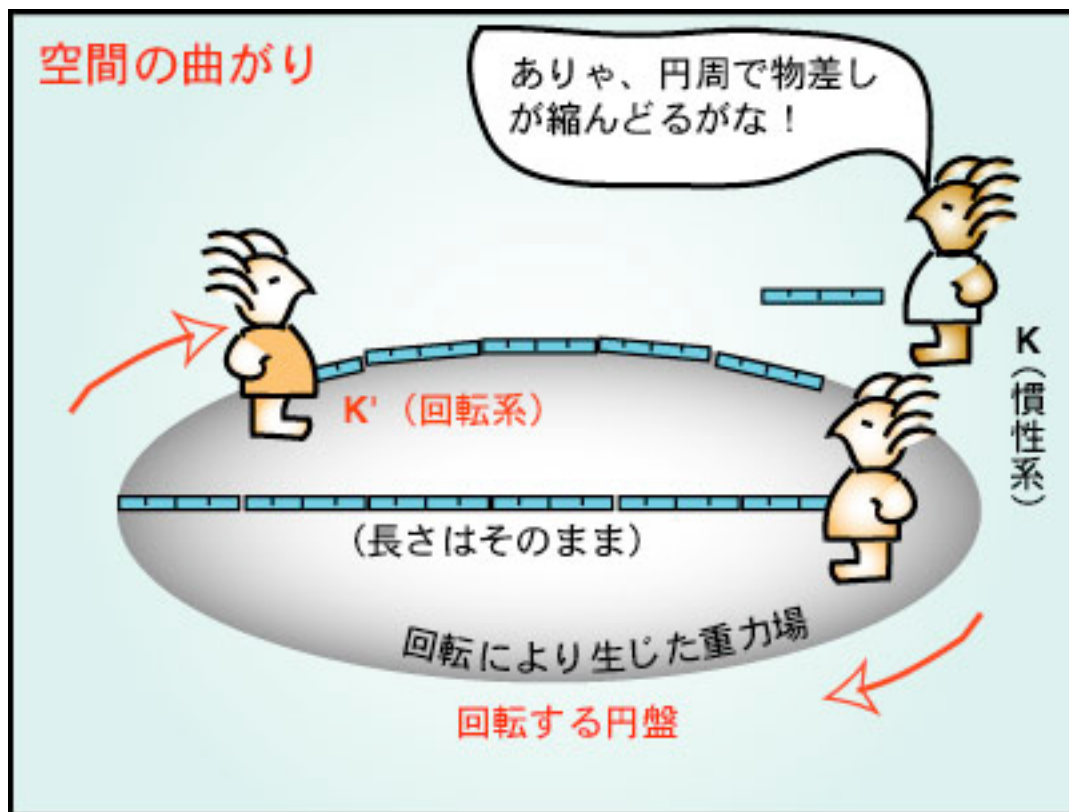 空間の曲がり
ありゃ、円周で物差し
が縮んどるがな！
K（慣性系）
K'（回転系）
（長さはそのまま）
回転により生じた重力場
回転する円盤